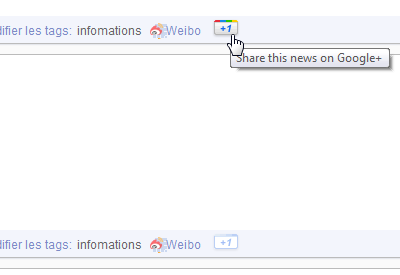 difier les tags: infomations Weibo +1
Share this news on Google+
difier les tags: infomations Weibo +1